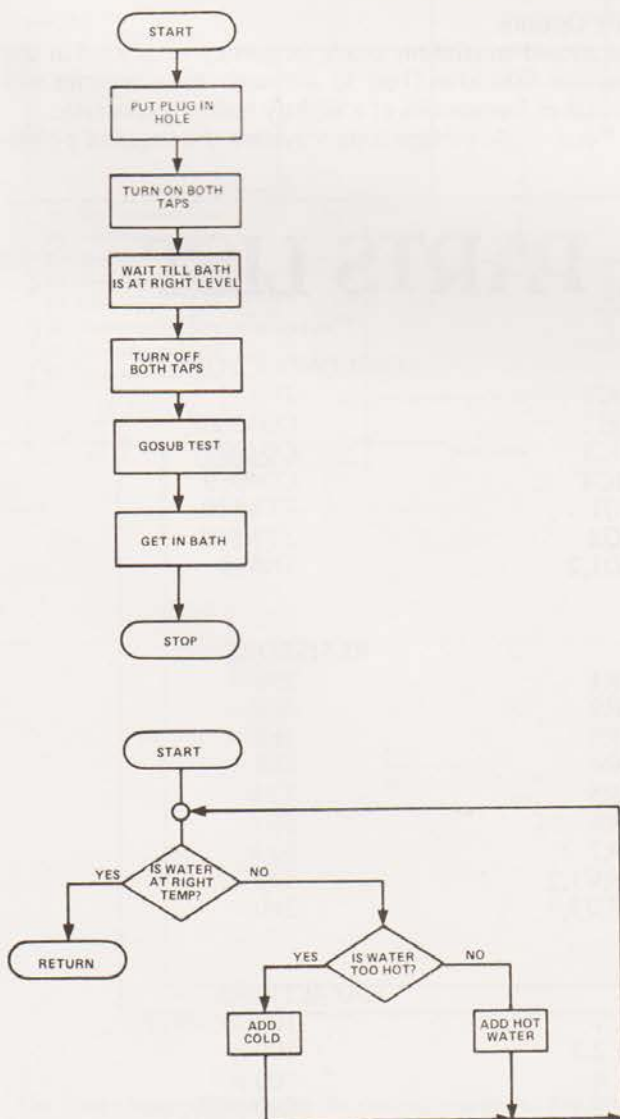 START
PUT PLUG IN
HOLE
TURN ON BOTH
TAPS
WAIT TILL BATH
IS AT RIGHT LEVEL
TURN OFF
BOTH TAPS
GOSUB TEST
GET IN BATH
STOP
START
YES
IS WATER
AT RIGHT
TEMP?
NO
RETURN
YES
IS WATER
TOO HOT?
NO
ADD
COLD
ADD HOT
WATER